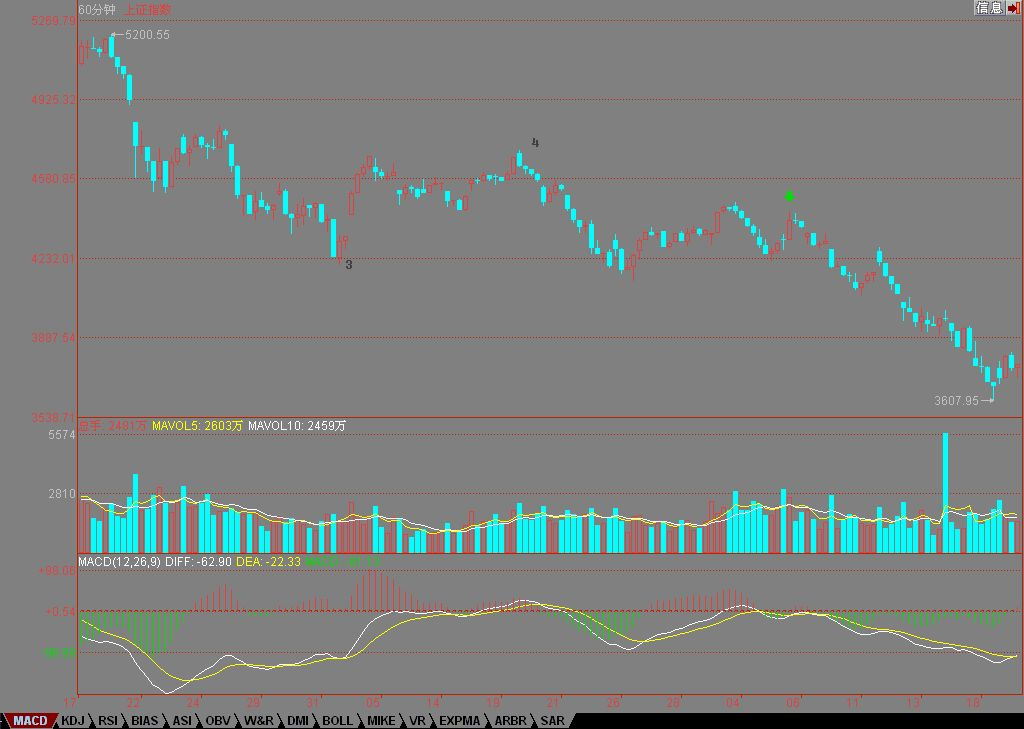 60分钟 上证指数 信息
5269.79
5200.55
4925.32
4
4580.85
3
4232.01
3887.54
3607.95
3538.71
总手: 2481万 MAVOL5: 2603万 MAVOL10: 2459万
5574
2810
MACD(12,26,9) DIFF: -62.90 DEA: -22.33
+98.06
+0.54
17 22 24 29 31 05 14 19 21 26 28 04 06 11 13 18
MACD KDJ RSI BIAS ASI OBV W&R DMI BOLL MIKE VR EXPMA ARBR SAR